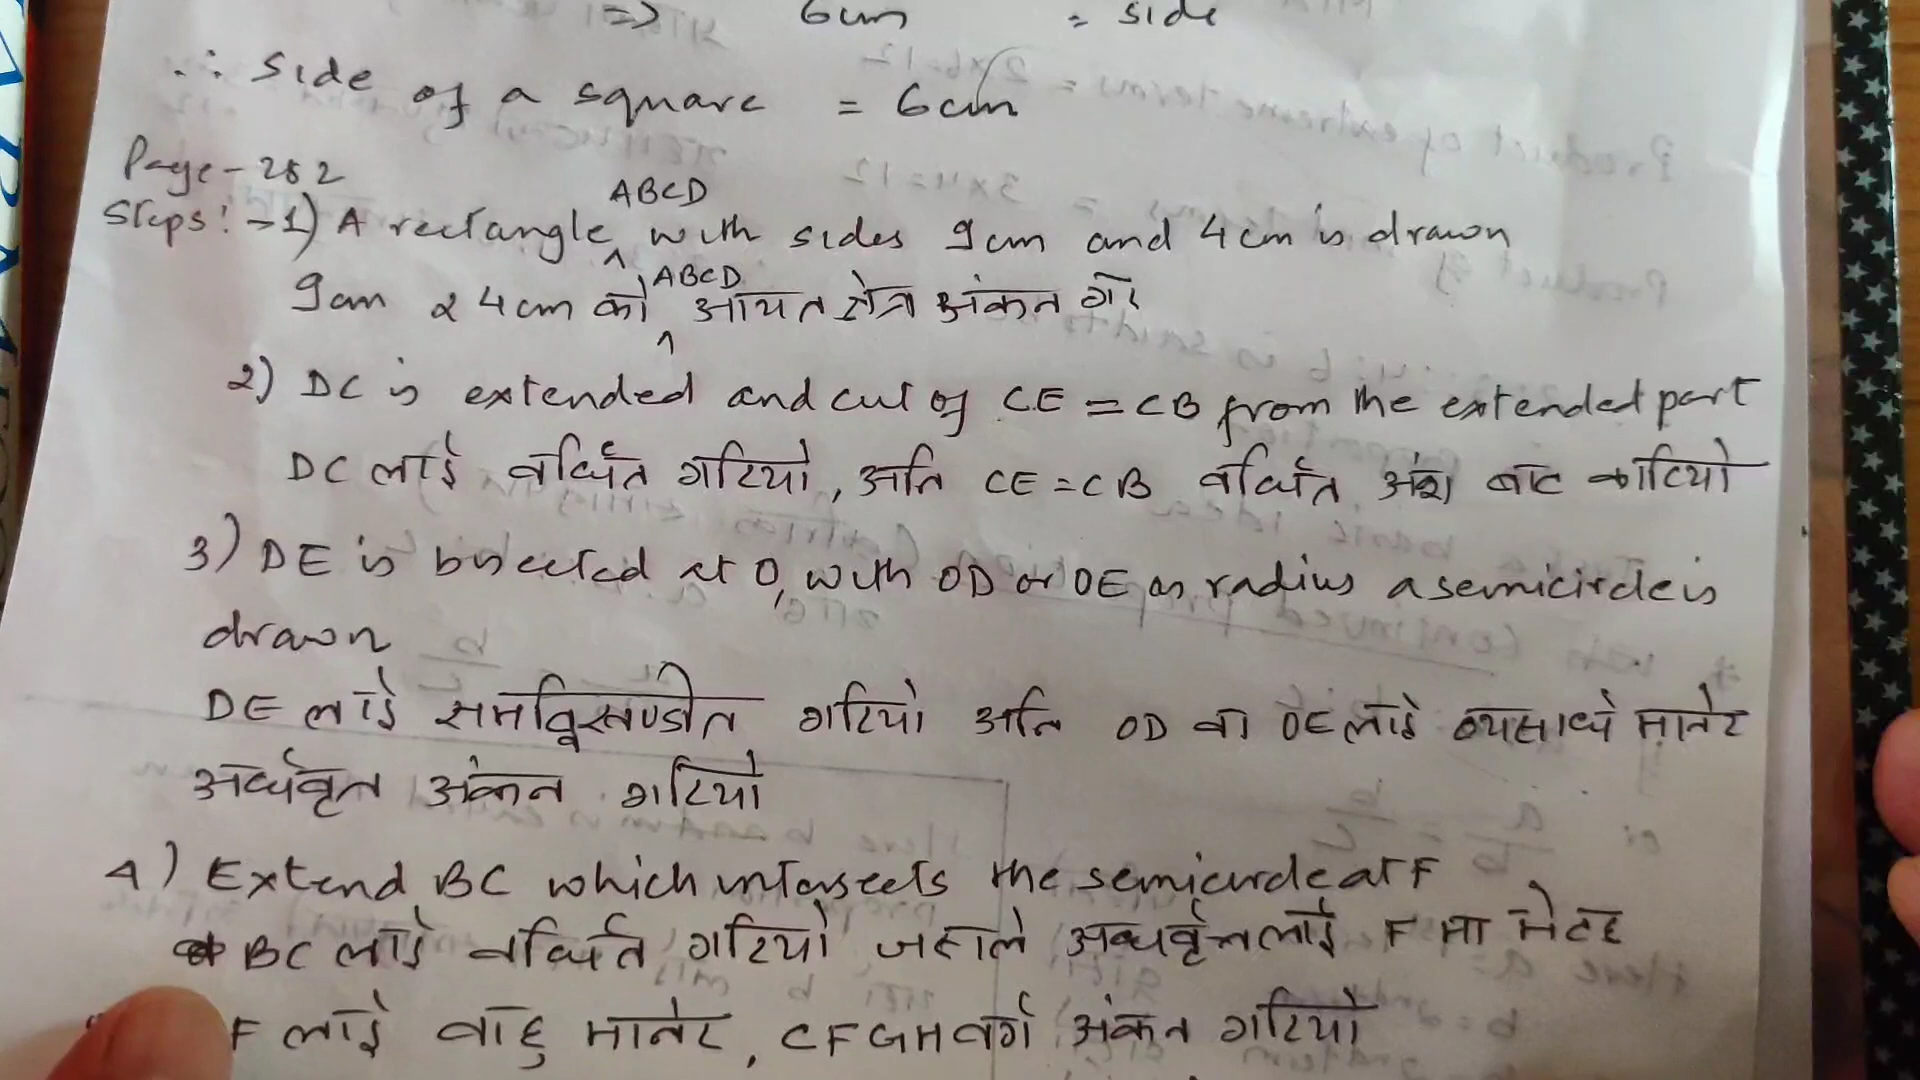 => 6cm = side
∴ side of a square = 6cm
Page - 282
Steps:- 1) A rectangle ABCD with sides 9cm and 4cm is drawn
9cm र 4cm को ABCD आयत क्षेत्र अंकन गरे
2) DC is extended and cut of CE = CB from the extended part
DC लाई वर्धित गरियो, अनि CE = CB वर्धित अंश बाट काटियो
3) DE is bisected at O, with OD or OE as radius a semicircle is
drawn
DE लाई समद्विखण्डीत गरियो अनि OD वा OE लाई व्यसार्ध मानेर
अर्धवृत अंकन गरियो
4) Extend BC which intersects the semicircle at F
BC लाई वर्धित गरियो जसले अर्धवृत्तलाई F मा भेटछ
F लाई बाहु मानेर, CFGH वर्ग अंकन गरियो